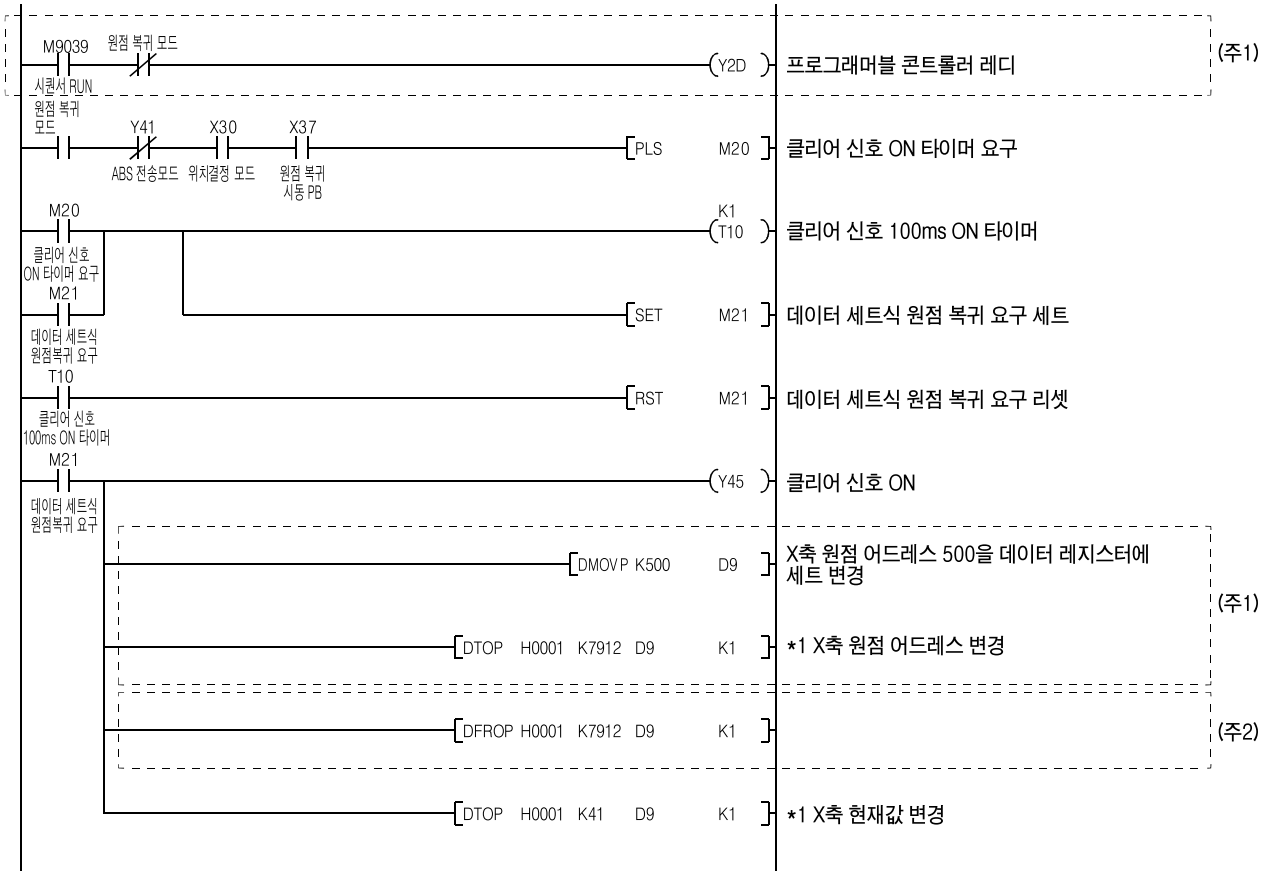 M9039 원점 복귀 모드
(Y2D ) 프로그래머블 콘트롤러 레디 (주1)
시퀀서 RUN
원점 복귀
모드 Y41 X30 X37
[PLS M20 ] 클리어 신호 ON 타이머 요구
ABS 전송모드 위치결정 모드 원점 복귀
시동 PB
M20 K1
(T10 ) 클리어 신호 100ms ON 타이머
클리어 신호
ON 타이머 요구
M21
[SET M21 ] 데이터 세트식 원점 복귀 요구 세트
데이터 세트식
원점복귀 요구
T10
[RST M21 ] 데이터 세트식 원점 복귀 요구 리셋
클리어 신호
100ms ON 타이머
M21
(Y45 ) 클리어 신호 ON
데이터 세트식
원점복귀 요구
[DMOVP K500 D9 ] X축 원점 어드레스 500을 데이터 레지스터에
세트 변경
(주1)
[DTOP H0001 K7912 D9 K1 ] *1 X축 원점 어드레스 변경
[DFROP H0001 K7912 D9 K1 ] (주2)
[DTOP H0001 K41 D9 K1 ] *1 X축 현재값 변경